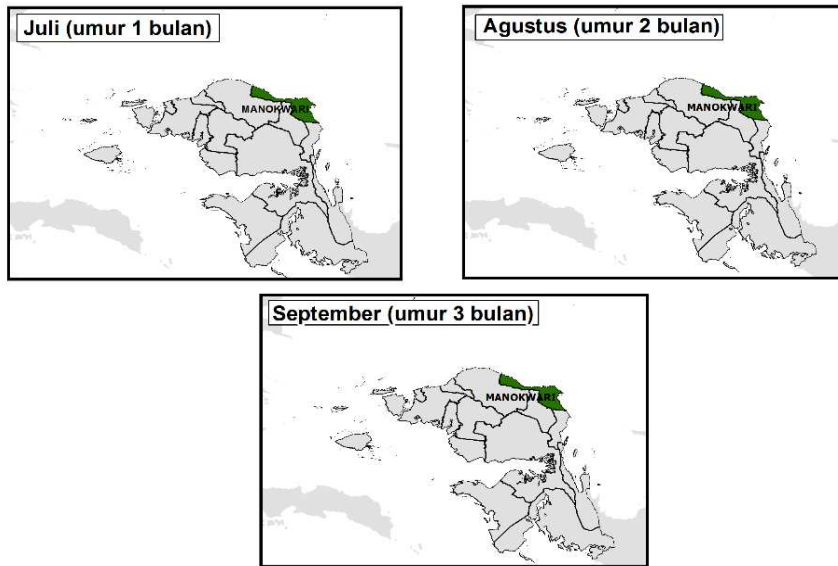 Juli (umur 1 bulan)
MANOKWARI
Agustus (umur 2 bulan)
MANOKWARI
September (umur 3 bulan)
MANOKWARI